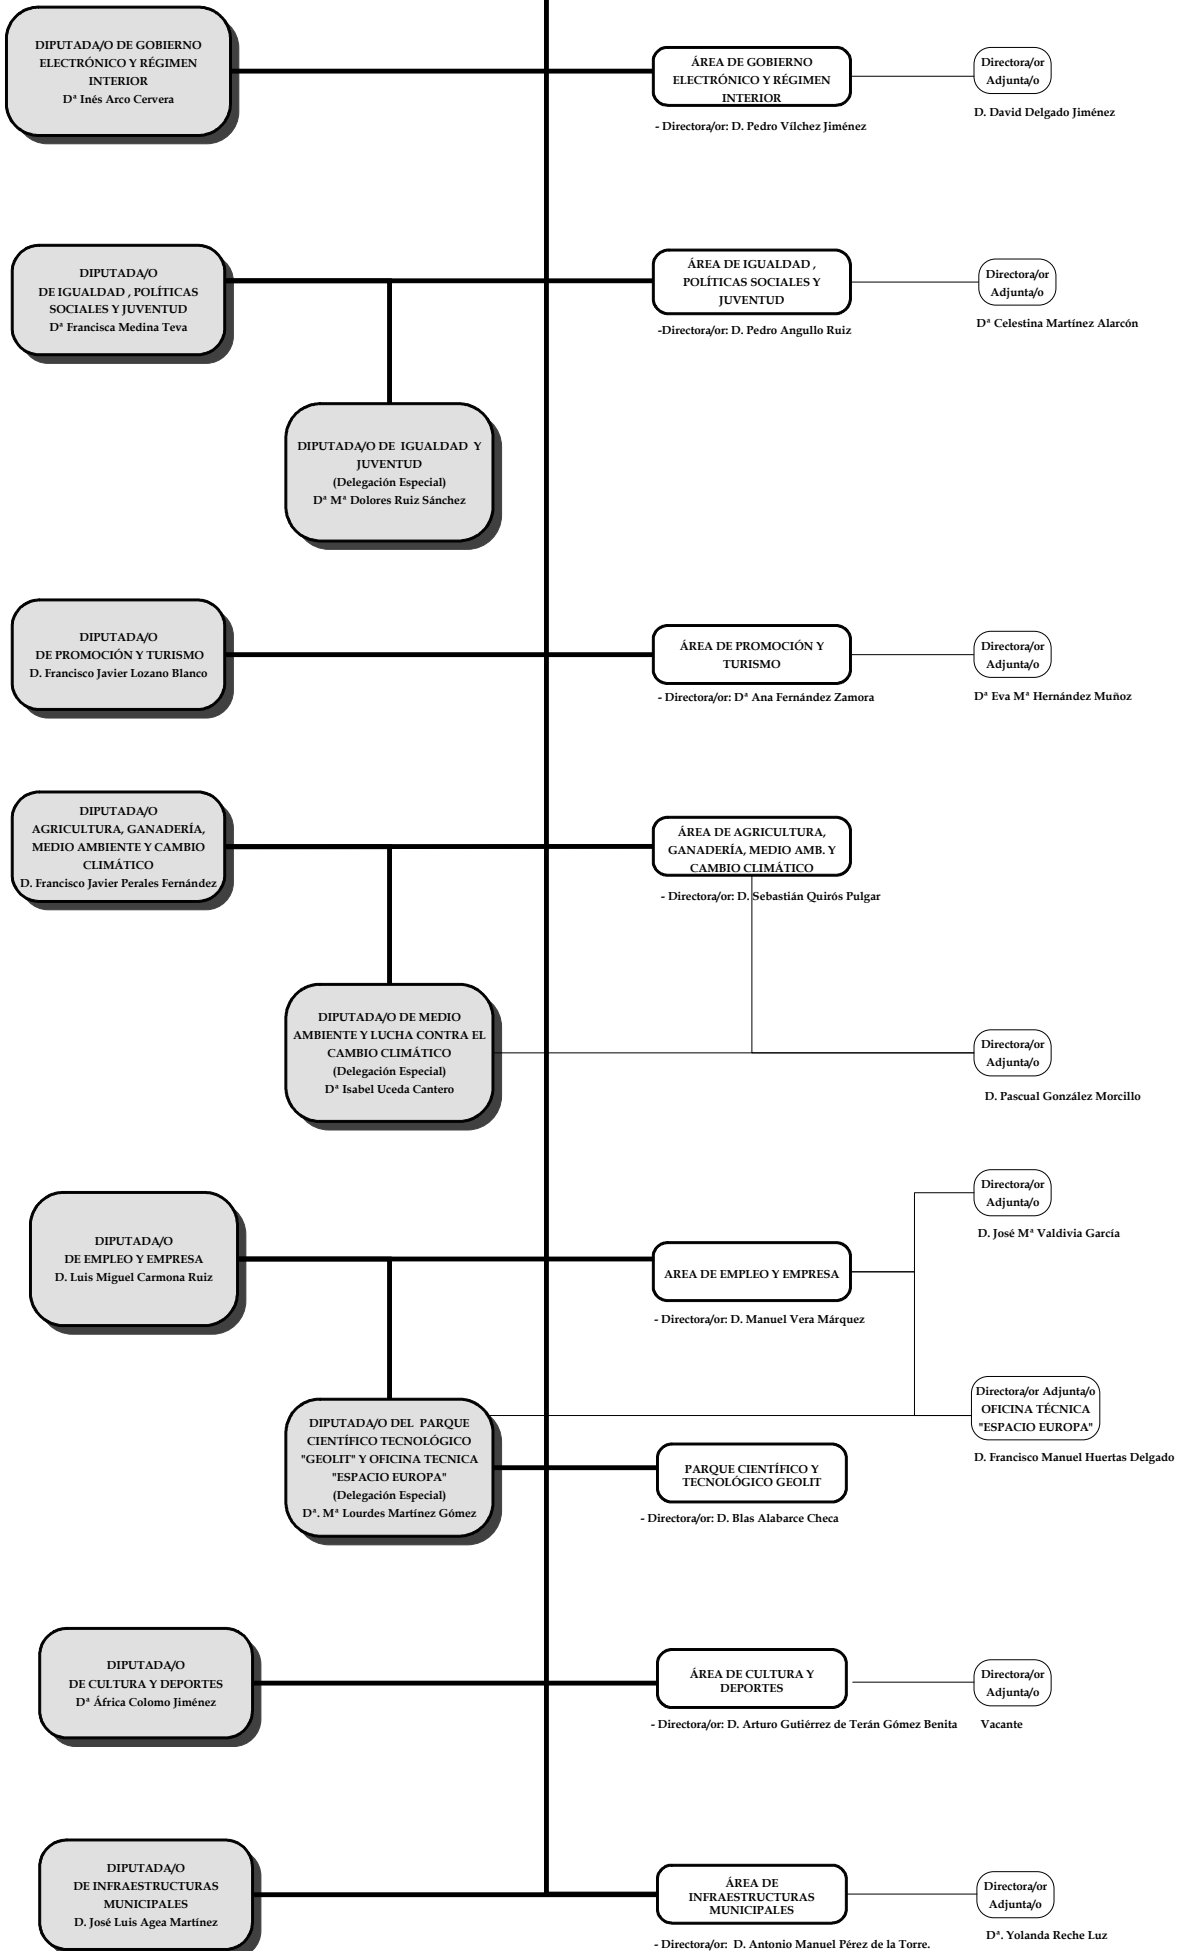 DIPUTADA/O DE GOBIERNO
ELECTRÓNICO Y RÉGIMEN
INTERIOR
Dª Inés Arco Cervera
ÁREA DE GOBIERNO
ELECTRÓNICO Y RÉGIMEN
INTERIOR
- Directora/or: D. Pedro Vílchez Jiménez
Directora/or
Adjunta/o
D. David Delgado Jiménez
DIPUTADA/O
DE IGUALDAD , POLÍTICAS
SOCIALES Y JUVENTUD
Dª Francisca Medina Teva
ÁREA DE IGUALDAD ,
POLÍTICAS SOCIALES Y
JUVENTUD
-Directora/or: D. Pedro Angullo Ruiz
Directora/or
Adjunta/o
Dª Celestina Martínez Alarcón
DIPUTADA/O DE IGUALDAD Y
JUVENTUD
(Delegación Especial)
Dª Mª Dolores Ruiz Sánchez
DIPUTADA/O
DE PROMOCIÓN Y TURISMO
D. Francisco Javier Lozano Blanco
ÁREA DE PROMOCIÓN Y
TURISMO
- Directora/or: Dª Ana Fernández Zamora
Directora/or
Adjunta/o
Dª Eva Mª Hernández Muñoz
DIPUTADA/O
AGRICULTURA, GANADERÍA,
MEDIO AMBIENTE Y CAMBIO
CLIMÁTICO
D. Francisco Javier Perales Fernández
ÁREA DE AGRICULTURA,
GANADERÍA, MEDIO AMB. Y
CAMBIO CLIMÁTICO
- Directora/or: D. Sebastián Quirós Pulgar
DIPUTADA/O DE MEDIO
AMBIENTE Y LUCHA CONTRA EL
CAMBIO CLIMÁTICO
(Delegación Especial)
Dª Isabel Uceda Cantero
Directora/or
Adjunta/o
D. Pascual González Morcillo
DIPUTADA/O
DE EMPLEO Y EMPRESA
D. Luis Miguel Carmona Ruiz
AREA DE EMPLEO Y EMPRESA
- Directora/or: D. Manuel Vera Márquez
Directora/or
Adjunta/o
D. José Mª Valdivia García
DIPUTADA/O DEL PARQUE
CIENTÍFICO TECNOLÓGICO
"GEOLIT" Y OFICINA TECNICA
"ESPACIO EUROPA"
(Delegación Especial)
Dª. Mª Lourdes Martínez Gómez
PARQUE CIENTÍFICO Y
TECNOLÓGICO GEOLIT
- Directora/or: D. Blas Alabarce Checa
Directora/or Adjunta/o
OFICINA TÉCNICA
"ESPACIO EUROPA"
D. Francisco Manuel Huertas Delgado
DIPUTADA/O
DE CULTURA Y DEPORTES
Dª África Colomo Jiménez
ÁREA DE CULTURA Y
DEPORTES
- Directora/or: D. Arturo Gutiérrez de Terán Gómez Benita
Directora/or
Adjunta/o
Vacante
DIPUTADA/O
DE INFRAESTRUCTURAS
MUNICIPALES
D. José Luis Agea Martínez
ÁREA DE
INFRAESTRUCTURAS
MUNICIPALES
- Directora/or: D. Antonio Manuel Pérez de la Torre.
Directora/or
Adjunta/o
Dª. Yolanda Reche Luz